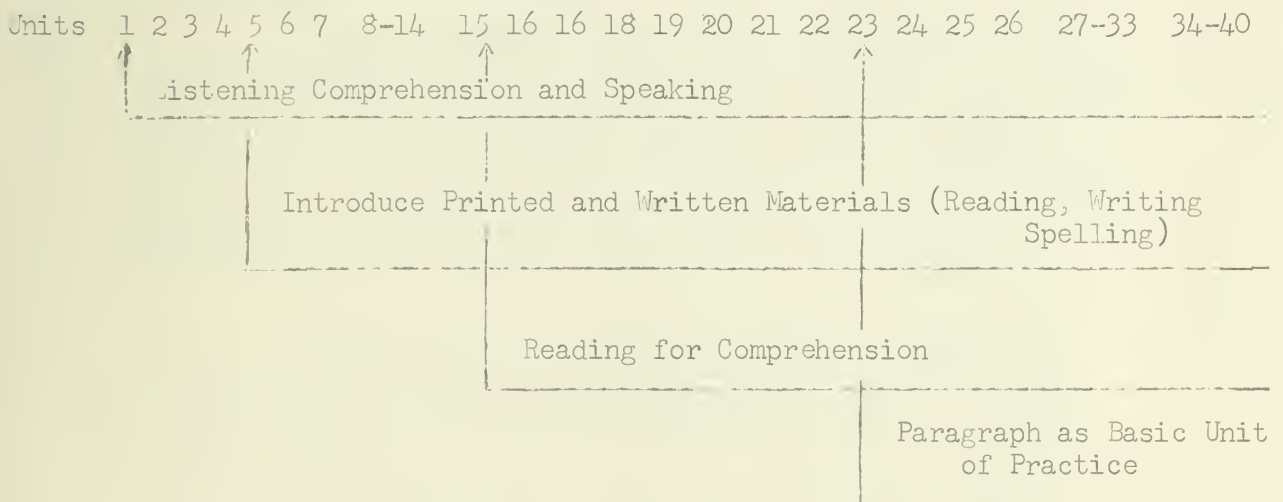 Units 1 2 3 4 5 6 7 8-14 15 16 16 18 19 20 21 22 23 24 25 26 27--33 34-40
Listening Comprehension and Speaking
Introduce Printed and Written Materials (Reading, Writing
Spelling)
Reading for Comprehension
Paragraph as Basic Unit
of Practice